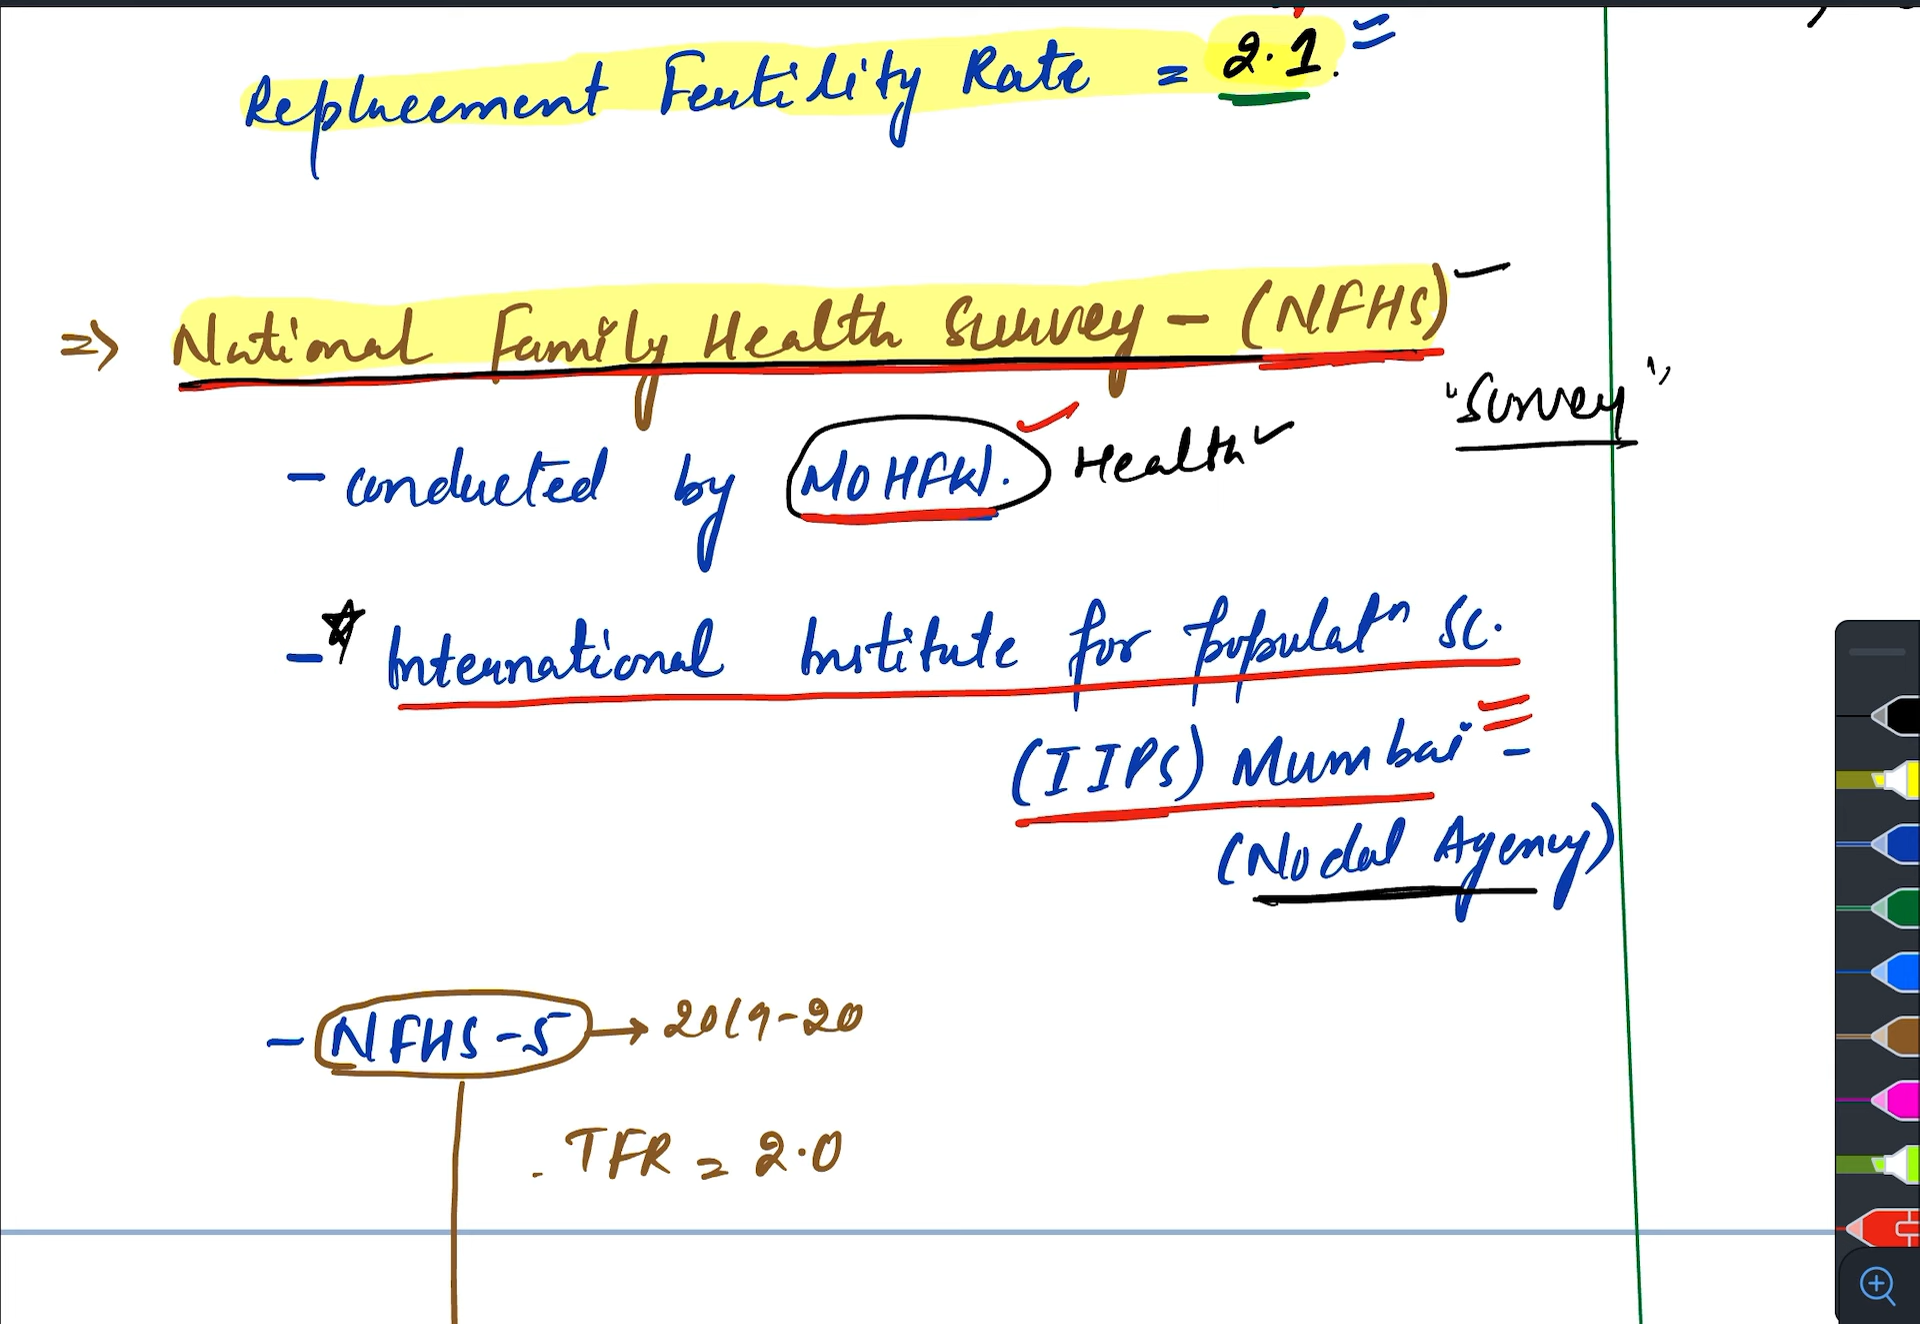 Replacement Fertility Rate = 2.1.
=> National Family Health Survey - (NFHS)
"Survey"
- conducted by MOHFW. Health
- International Institute for populatn SC.
(IIPS) Mumbai -
(Nodal Agency)
- NFHS-5 → 2019-20
. TFR = 2.0